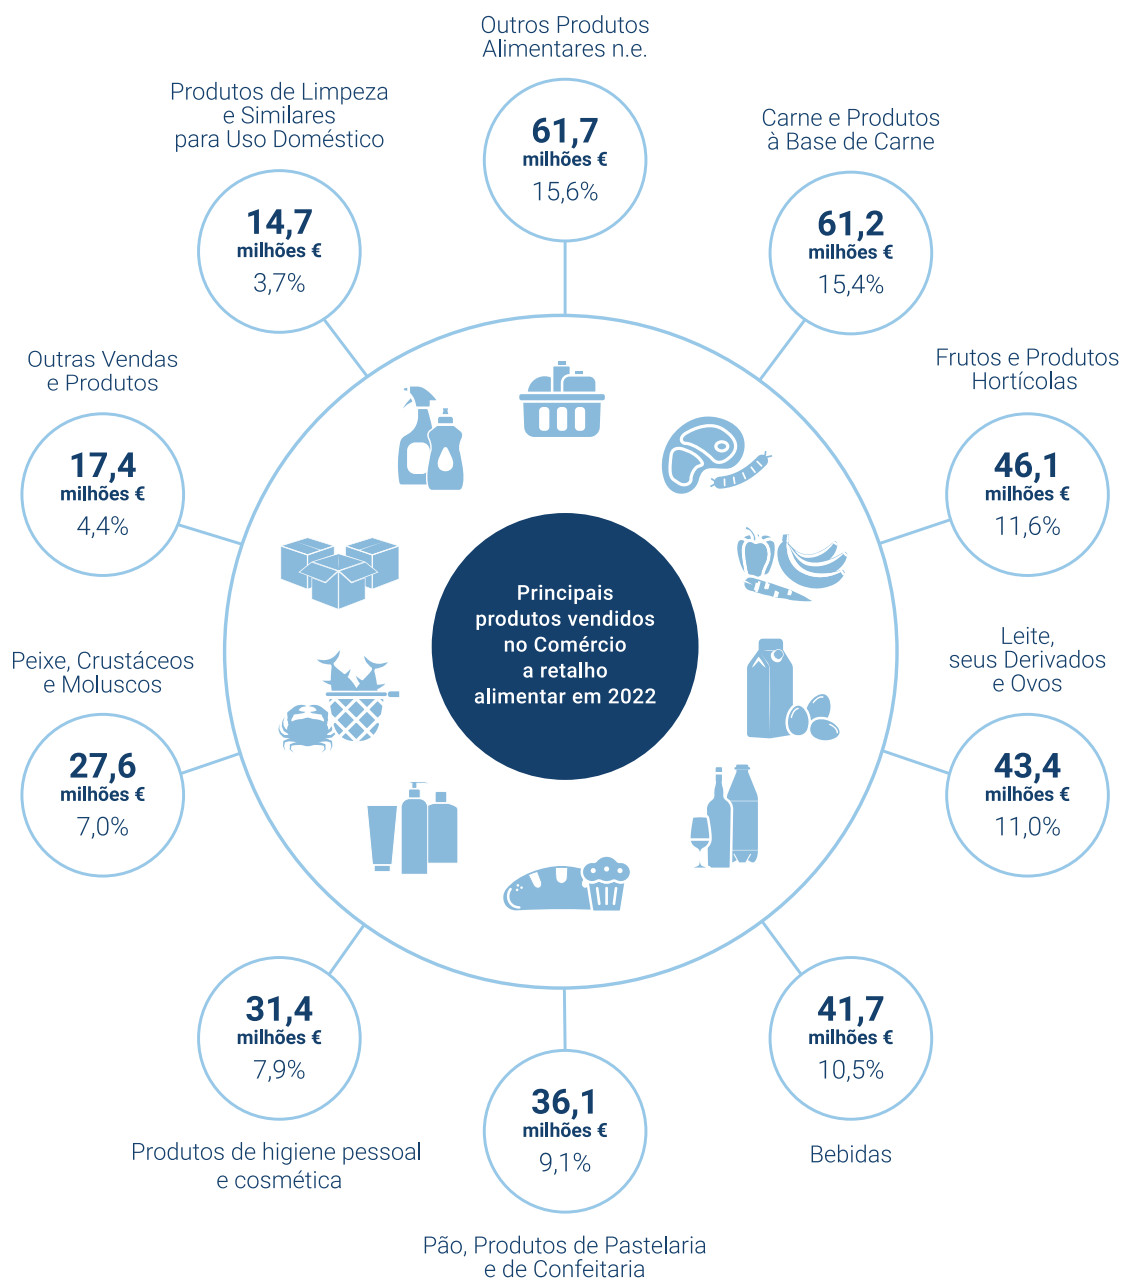 Outros Produtos
Alimentares n.e.
61,7
milhões €
15,6%
Carne e Produtos
à Base de Carne
61,2
milhões €
15,4%
Frutos e Produtos
Hortícolas
46,1
milhões €
11,6%
Leite,
seus Derivados
e Ovos
43,4
milhões €
11,0%
41,7
milhões €
10,5%
Bebidas
36,1
milhões €
9,1%
Pão, Produtos de Pastelaria
e de Confeitaria
31,4
milhões €
7,9%
Produtos de higiene pessoal
e cosmética
Peixe, Crustáceos
e Moluscos
27,6
milhões €
7,0%
Outras Vendas
e Produtos
17,4
milhões €
4,4%
Produtos de Limpeza
e Similares
para Uso Doméstico
14,7
milhões €
3,7%
Principais
produtos vendidos
no Comércio
a retalho
alimentar em 2022